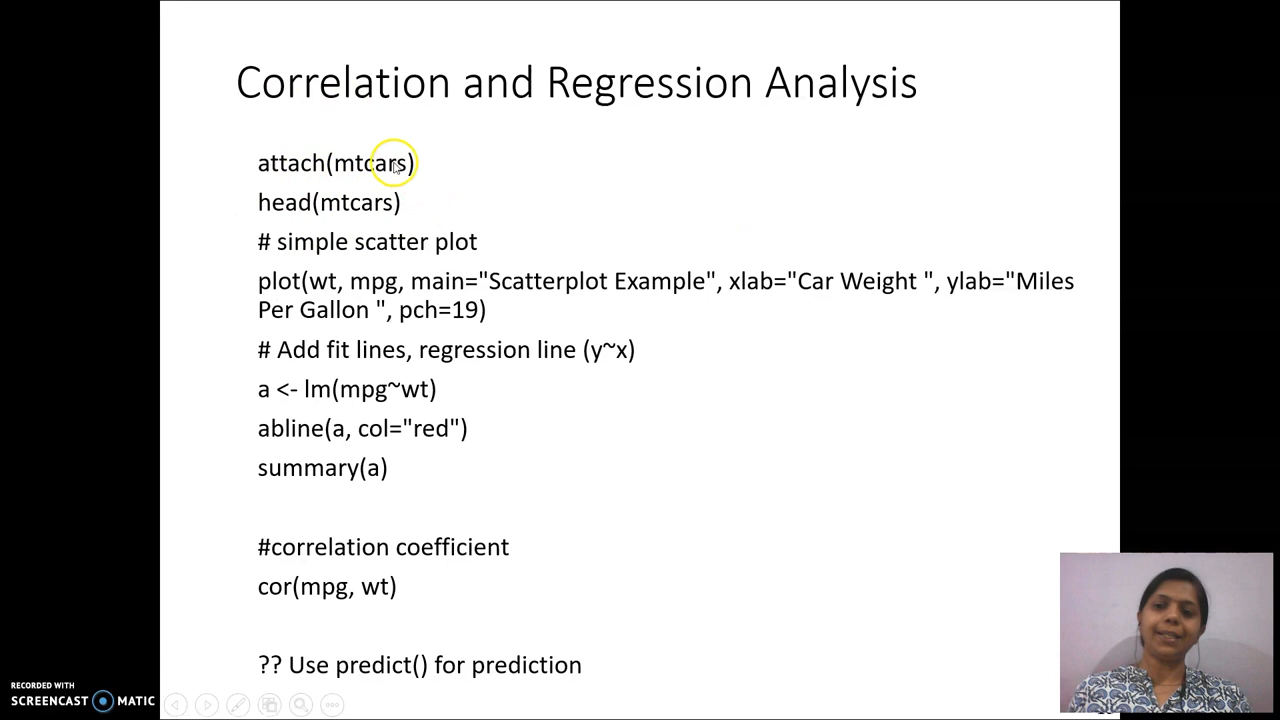 Correlation and Regression Analysis
attach(mtcars)
head(mtcars)
# simple scatter plot
plot(wt, mpg, main="Scatterplot Example", xlab="Car Weight ", ylab="Miles
Per Gallon ", pch=19)
# Add fit lines, regression line (y~x)
a <- lm(mpg~wt)
abline(a, col="red")
summary(a)
#correlation coefficient
cor(mpg, wt)
?? Use predict() for prediction
RECORDED WITH
SCREENCAST MATIC